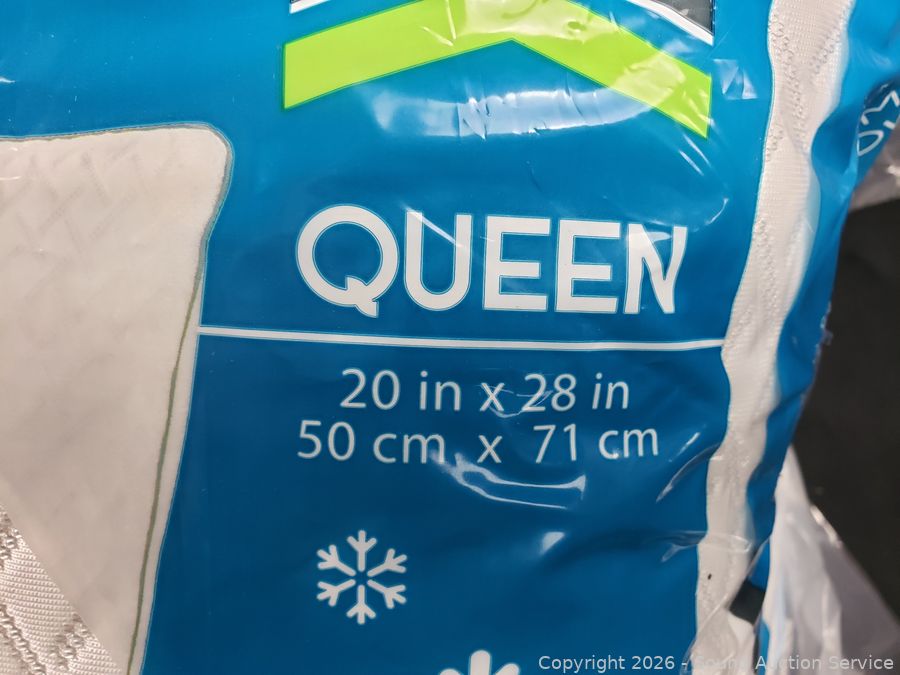 QUEEN
20 in x 28 in
50 cm x 71 cm
Copyright 2026 - Sound Auction Service